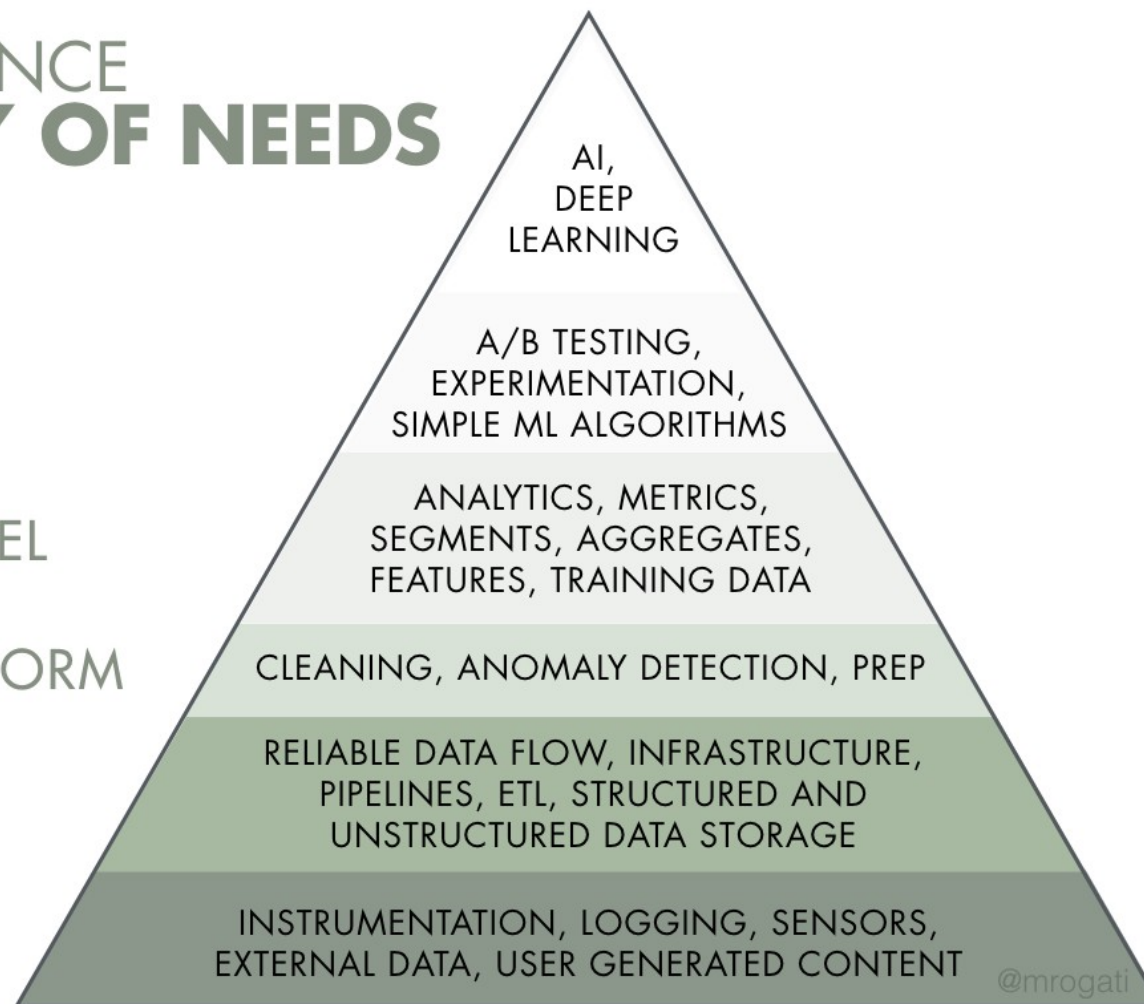 NCE
Y OF NEEDS
AI,
DEEP
LEARNING
A/B TESTING,
EXPERIMENTATION,
SIMPLE ML ALGORITHMS
ANALYTICS, METRICS,
SEGMENTS, AGGREGATES,
FEATURES, TRAINING DATA
EL
ORM
CLEANING, ANOMALY DETECTION, PREP
RELIABLE DATA FLOW, INFRASTRUCTURE,
PIPELINES, ETL, STRUCTURED AND
UNSTRUCTURED DATA STORAGE
INSTRUMENTATION, LOGGING, SENSORS,
EXTERNAL DATA, USER GENERATED CONTENT
@mrogati